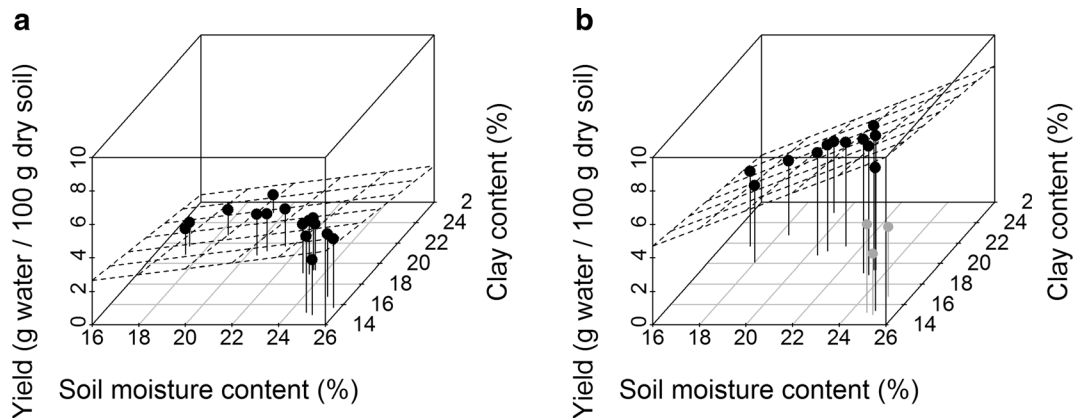 a
Yield (g water / 100 g dry soil)
10
8
6
4
2
0
16 18 20 22 24 26
Soil moisture content (%)
14
16
18
20
22
24
2
Clay content (%)
b
Yield (g water / 100 g dry soil)
10
8
6
4
2
0
16 18 20 22 24 26
Soil moisture content (%)
14
16
18
20
22
24
2
Clay content (%)